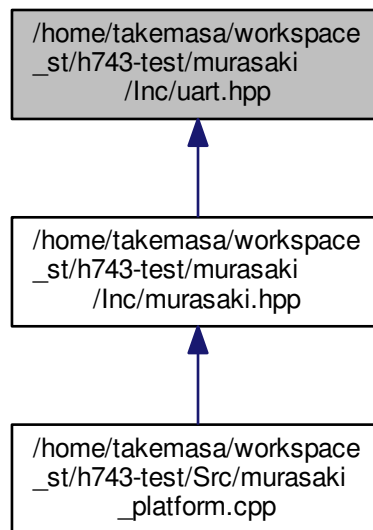 /home/takemasa/workspace
_st/h743-test/murasaki
/Inc/uart.hpp
/home/takemasa/workspace
_st/h743-test/murasaki
/Inc/murasaki.hpp
/home/takemasa/workspace
_st/h743-test/Src/murasaki
_platform.cpp